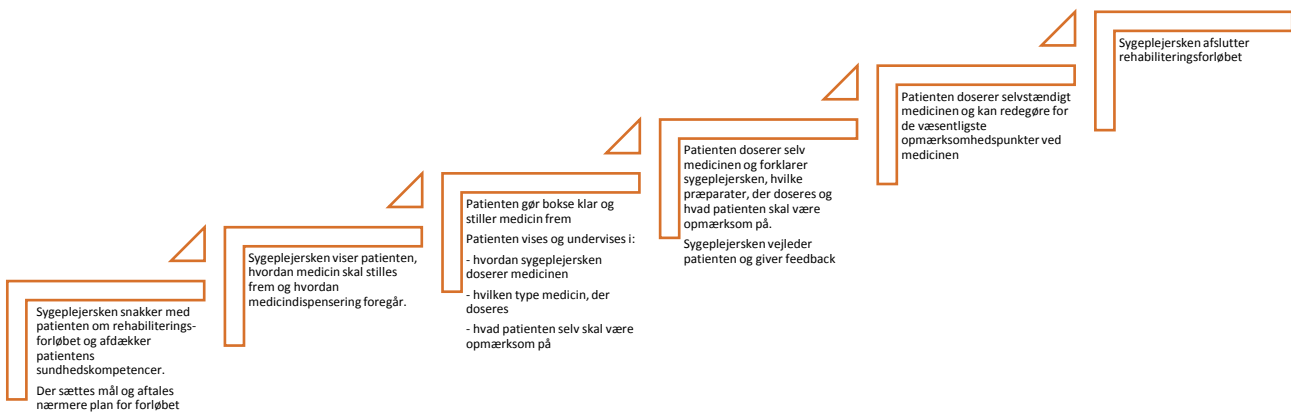 Sygeplejersken snakker med
patienten om rehabiliterings-
forløbet og afdækker
patientens
sundhedskompetencer.
Der sættes mål og aftales
nærmere plan for forløbet
Sygeplejersken viser patienten,
hvordan medicin skal stilles
frem og hvordan
medicindispensering foregår.
Patienten gør bokse klar og
stiller medicin frem
Patienten vises og undervises i:
- hvordan sygeplejersken
doserer medicinen
- hvilken type medicin, der
doseres
- hvad patienten selv skal være
opmærksom på
Patienten doserer selv
medicinen og forklarer
sygeplejersken, hvilke
præparater, der doseres og
hvad patienten skal være
opmærksom på.
Sygeplejersken vejleder
patienten og giver feedback
Patienten doserer selvstændigt
medicinen og kan redegøre for
de væsentligste
opmærksomhedspunkter ved
medicinen
Sygeplejersken afslutter
rehabiliteringsforløbet